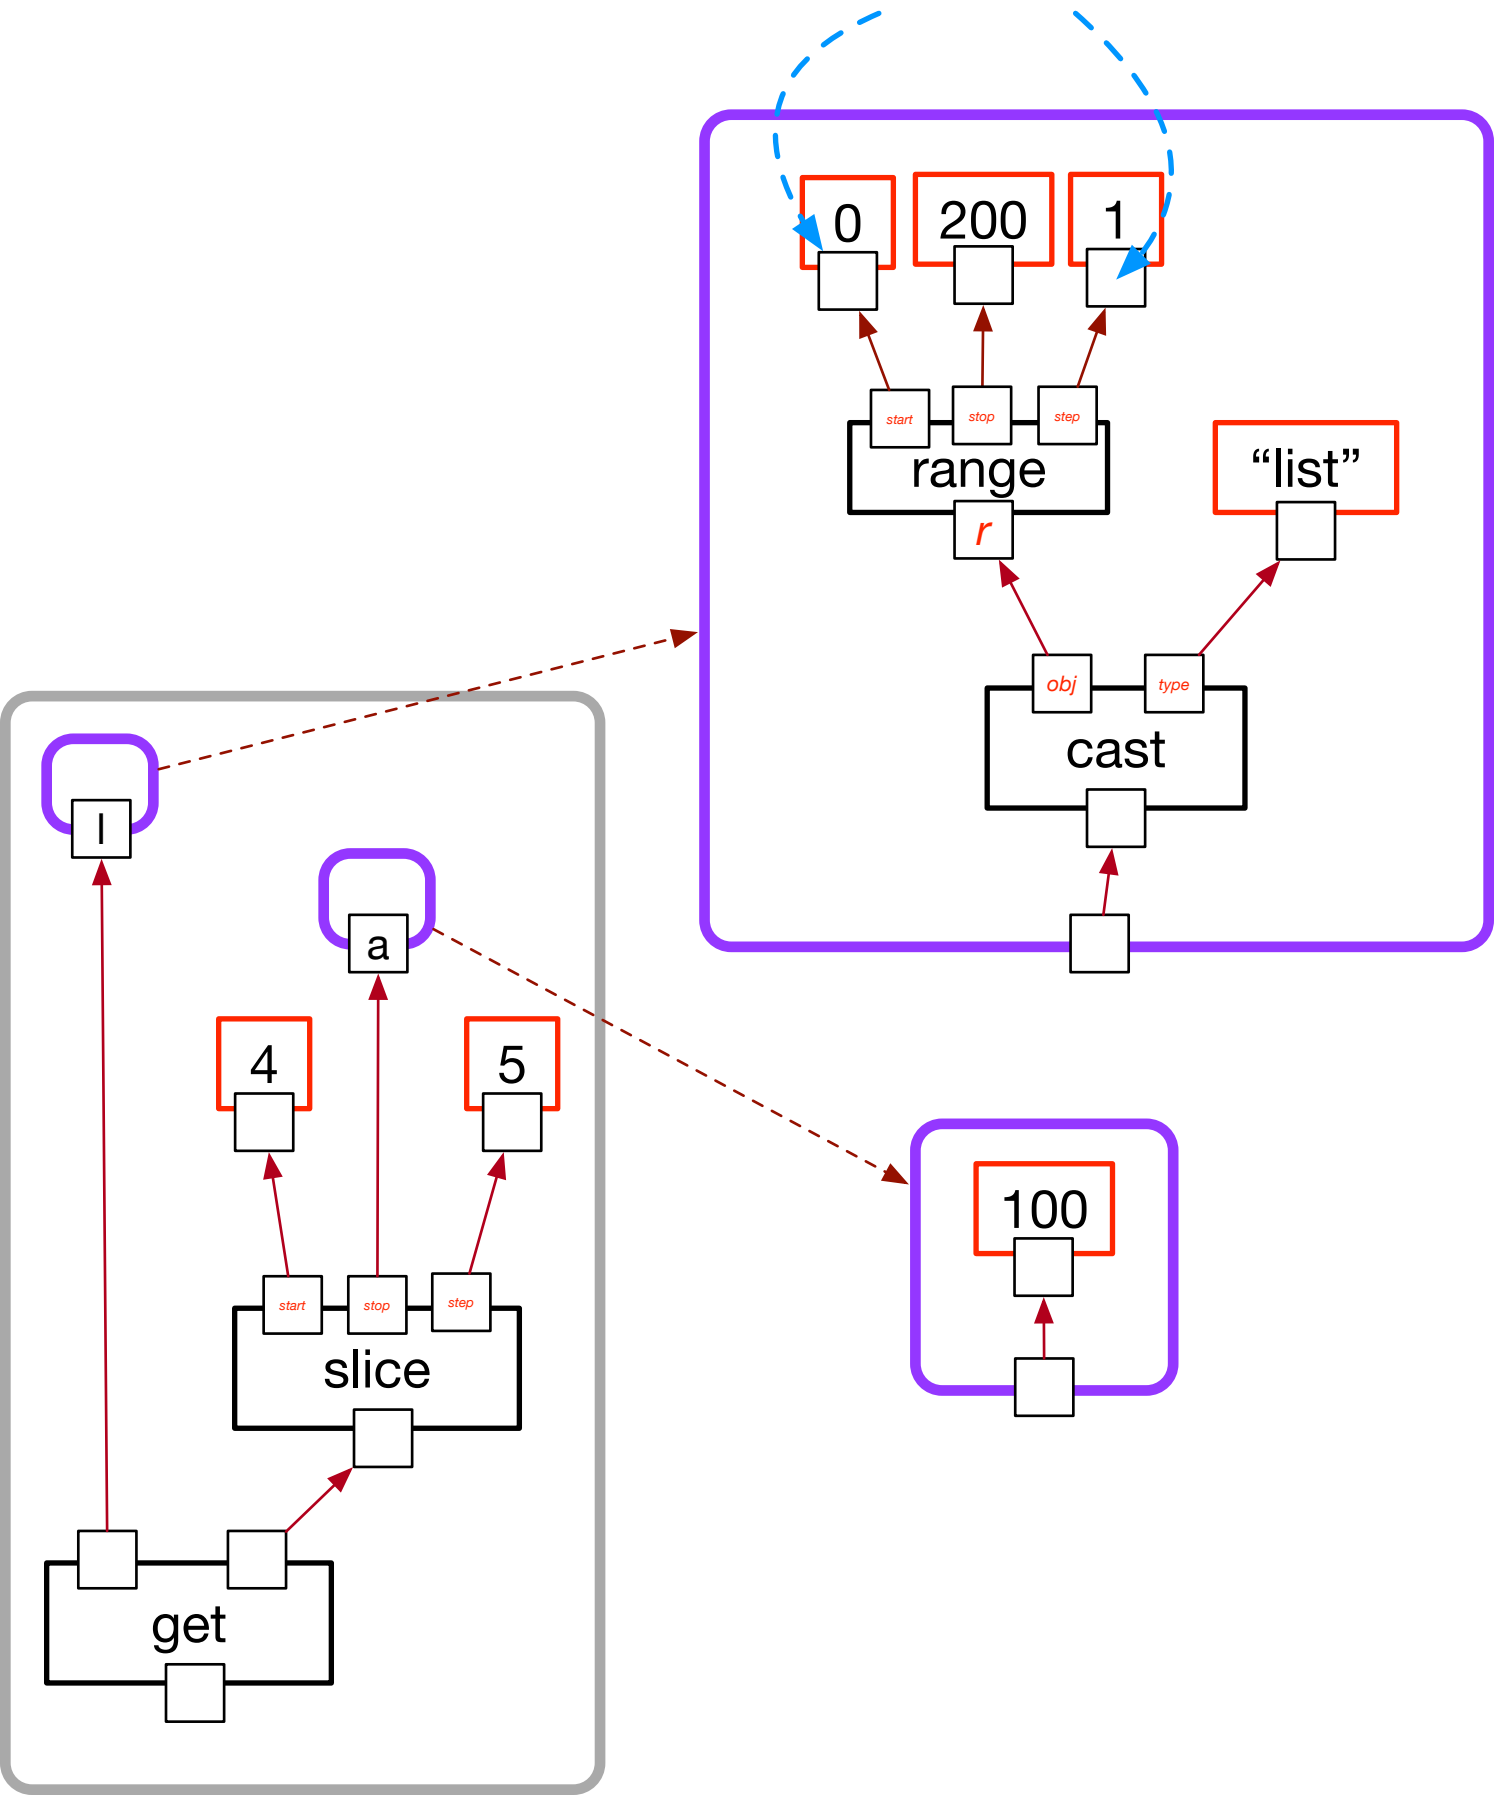 0 200 1
start stop step
range
r
“list”
obj type
cast
l
a
4 5
start stop step
slice
get
100